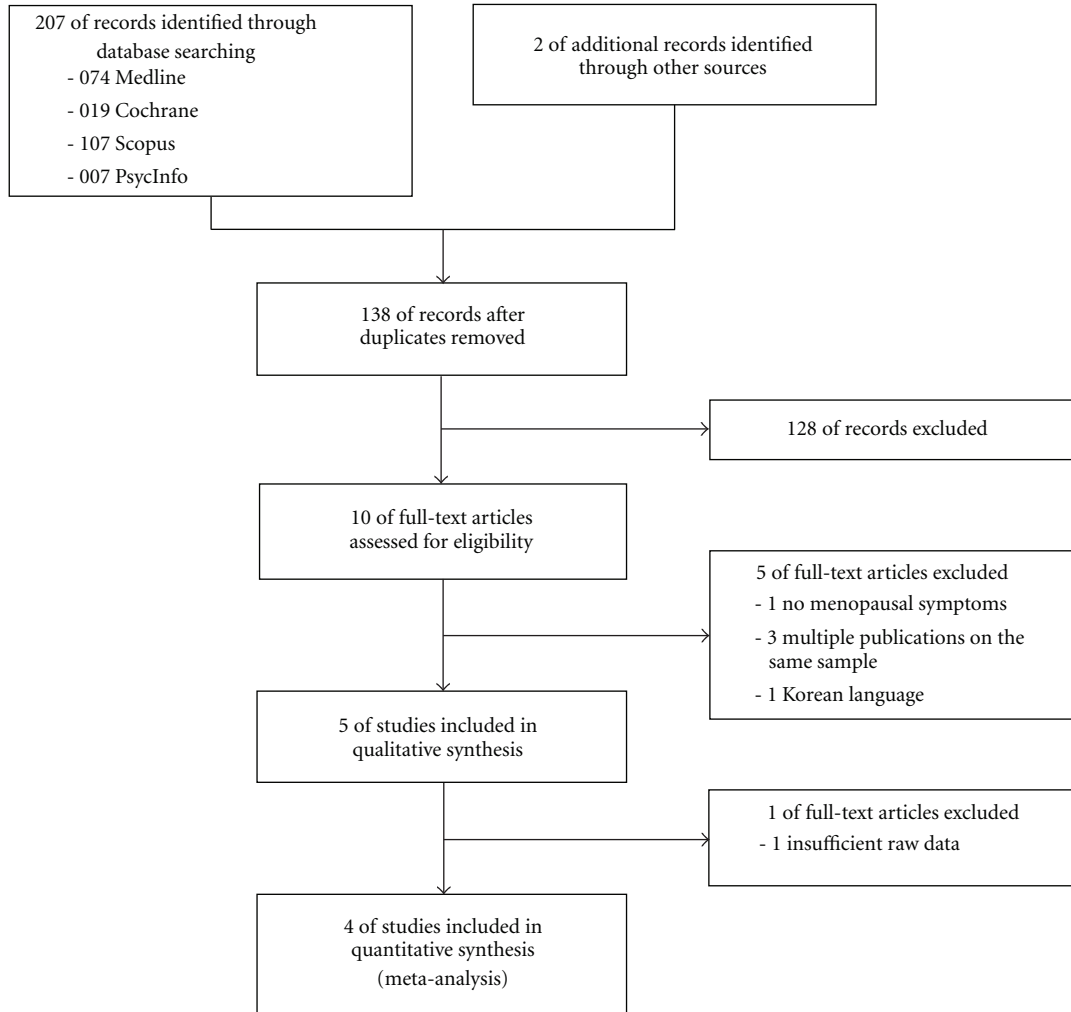 207 of records identified through
database searching
- 074 Medline
- 019 Cochrane
- 107 Scopus
- 007 PsycInfo
2 of additional records identified
through other sources
138 of records after
duplicates removed
128 of records excluded
10 of full-text articles
assessed for eligibility
5 of full-text articles excluded
- 1 no menopausal symptoms
- 3 multiple publications on the
same sample
- 1 Korean language
5 of studies included in
qualitative synthesis
1 of full-text articles excluded
- 1 insufficient raw data
4 of studies included in
quantitative synthesis
(meta-analysis)